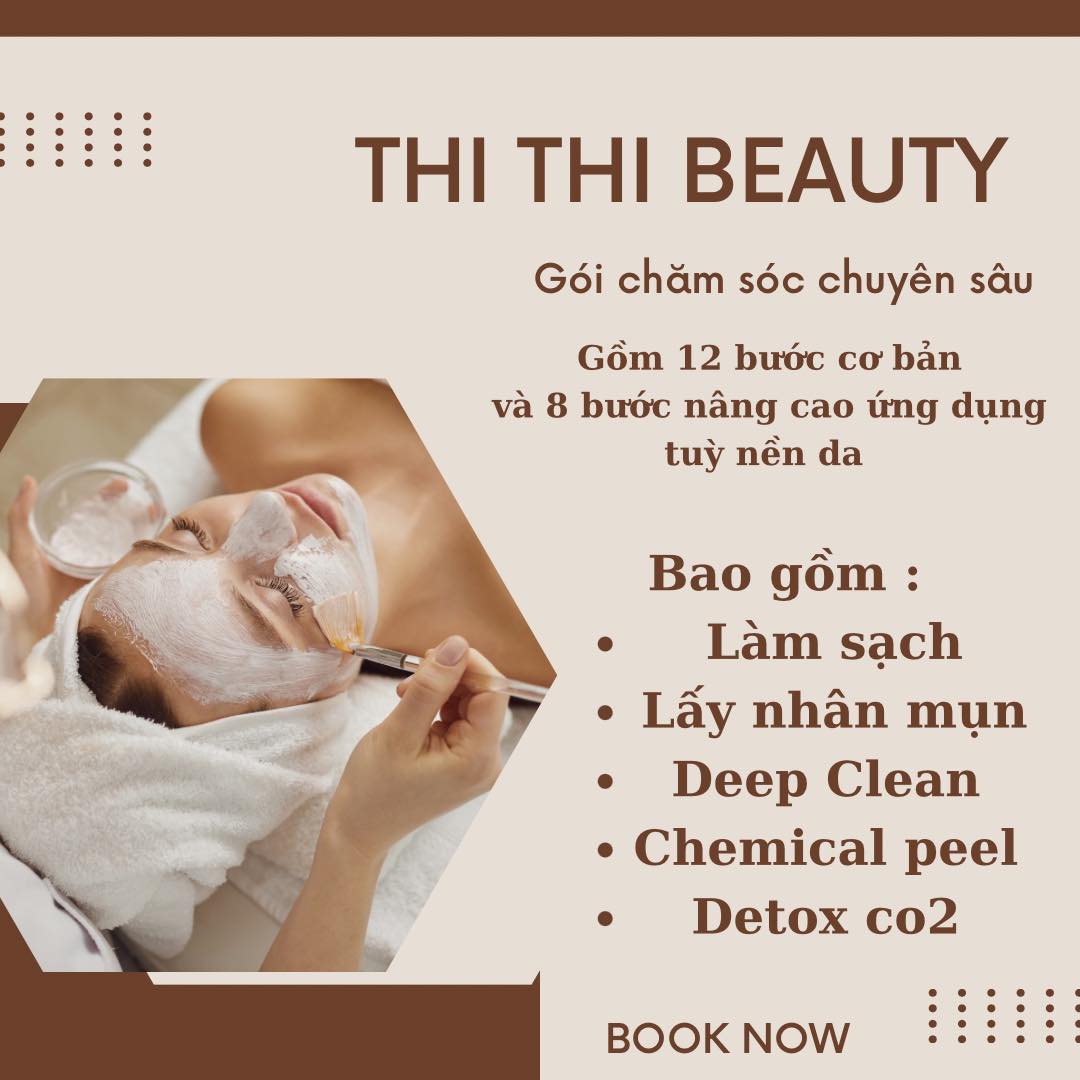 THI THI BEAUTY
Gói chăm sóc chuyên sâu
Gồm 12 bước cơ bản
và 8 bước nâng cao ứng dụng
tuỳ nền da
Bao gồm :
• Làm sạch
• Lấy nhân mụn
• Deep Clean
• Chemical peel
• Detox co2
BOOK NOW